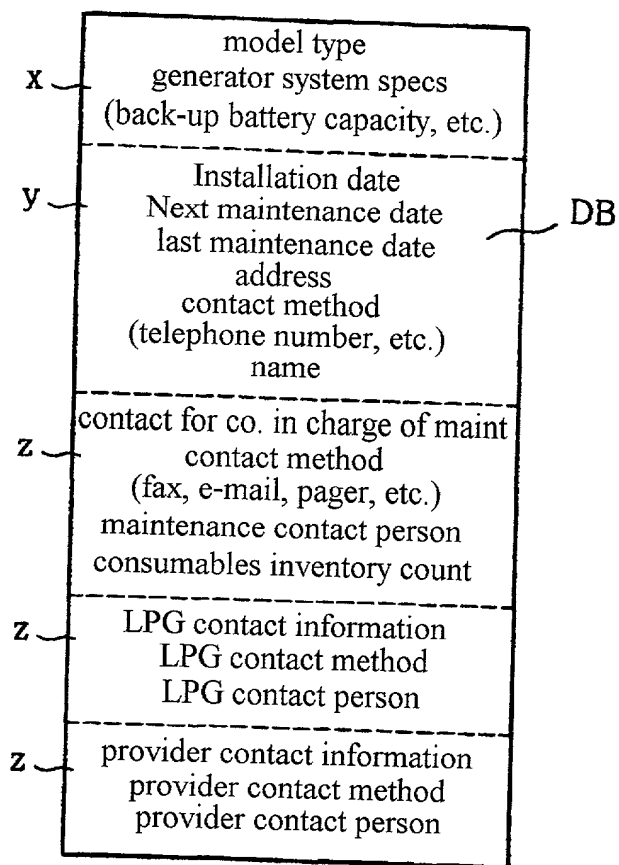 model type
x
generator system specs
(back-up battery capacity, etc.)
Installation date
y
Next maintenance date
DB
last maintenance date
address
contact method
(telephone number, etc.)
name
contact for co. in charge of maint
z
contact method
(fax, e-mail, pager, etc.)
maintenance contact person
consumables inventory count
z
LPG contact information
LPG contact method
LPG contact person
z
provider contact information
provider contact method
provider contact person